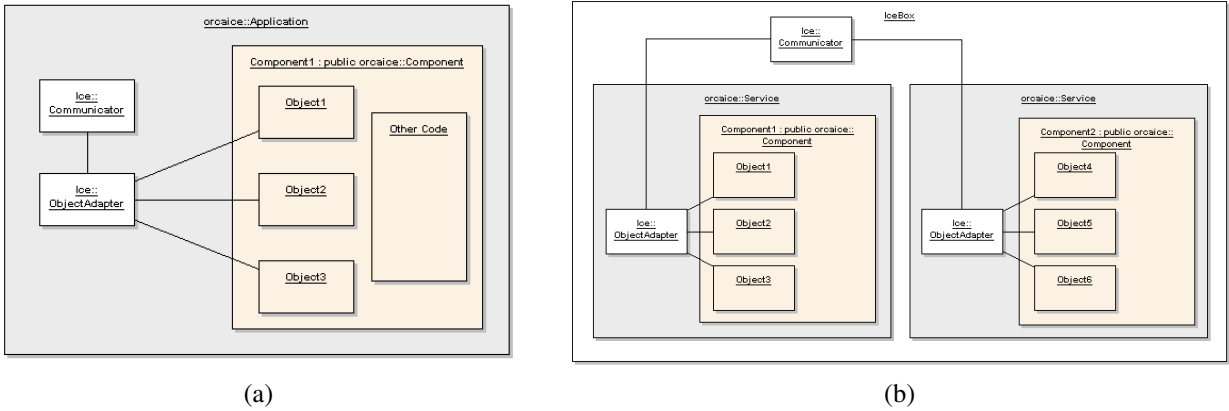 orcaice::Application
Component1 : public orcaice::Component
Ice::
Communicator
Object1
Other Code
Ice::
ObjectAdapter
Object2
Object3
(a)
IceBox
Ice::
Communicator
orcaice::Service
Component1 : public orcaice::
Component
Object1
Ice::
ObjectAdapter
Object2
Object3
orcaice::Service
Component2 : public orcaice::
Component
Object4
Ice::
ObjectAdapter
Object5
Object6
(b)